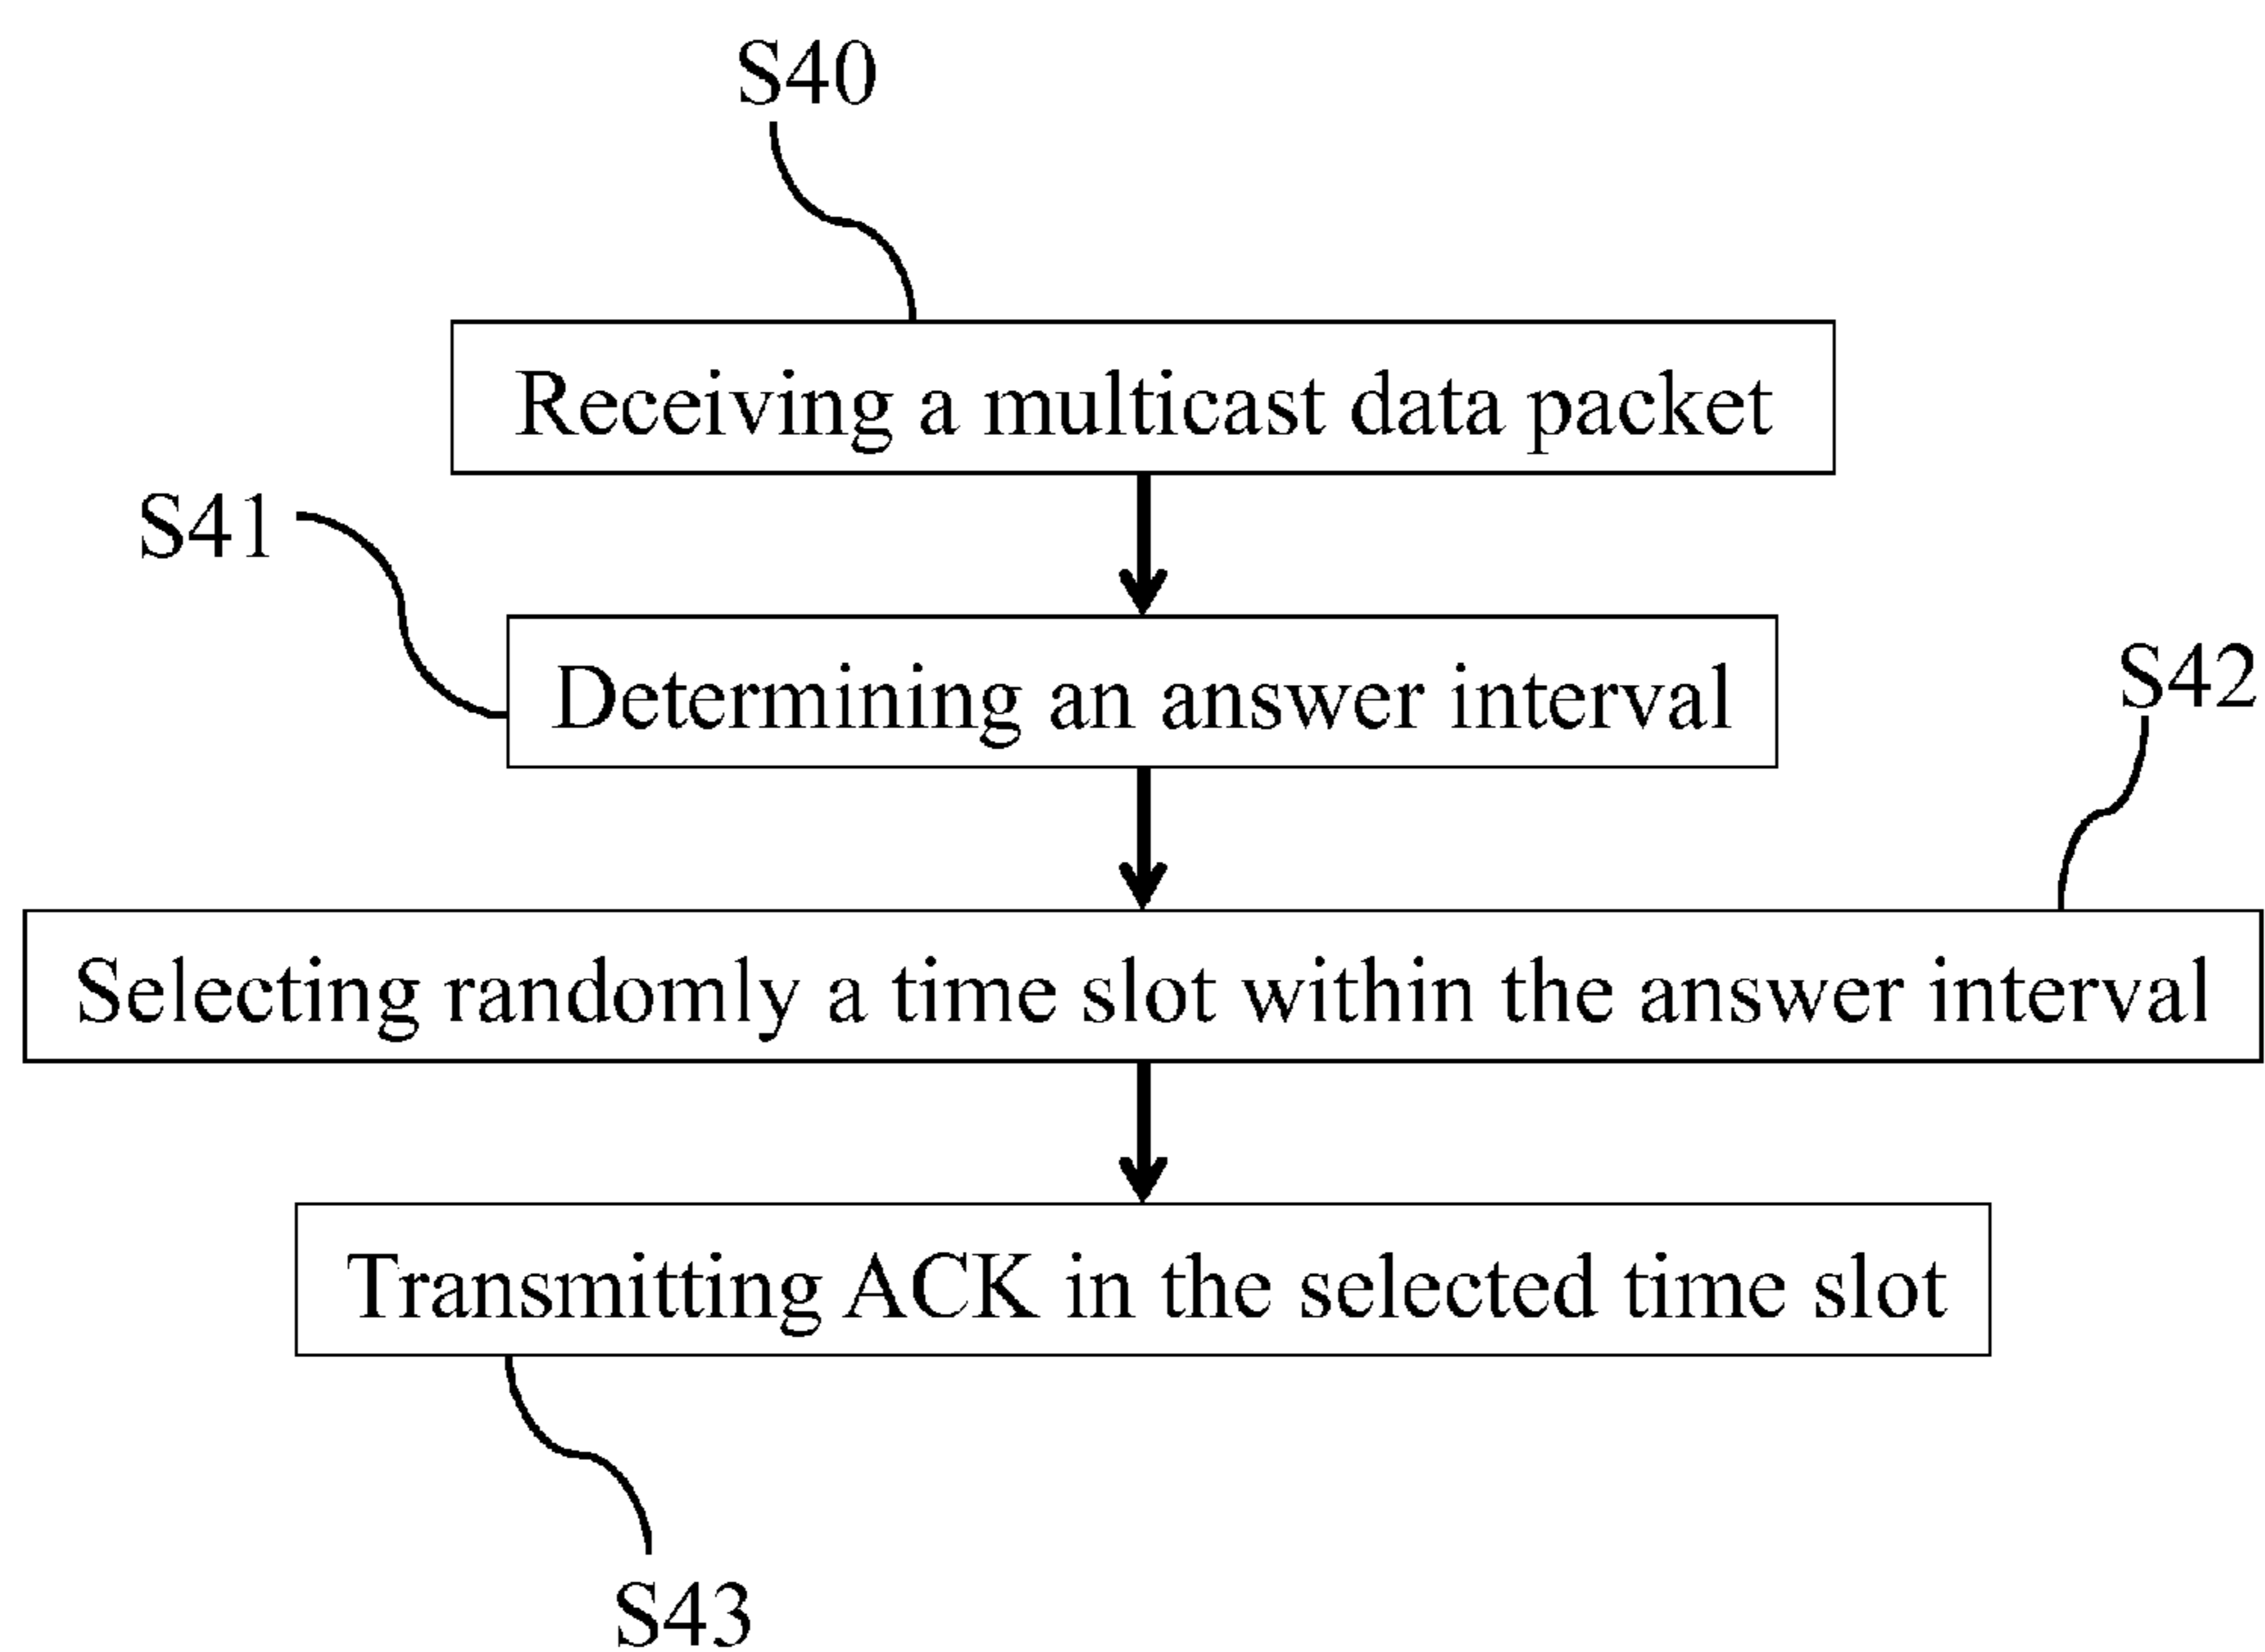 S40
Receiving a multicast data packet
S41
Determining an answer interval
S42
Selecting randomly a time slot within the answer interval
Transmitting ACK in the selected time slot
S43